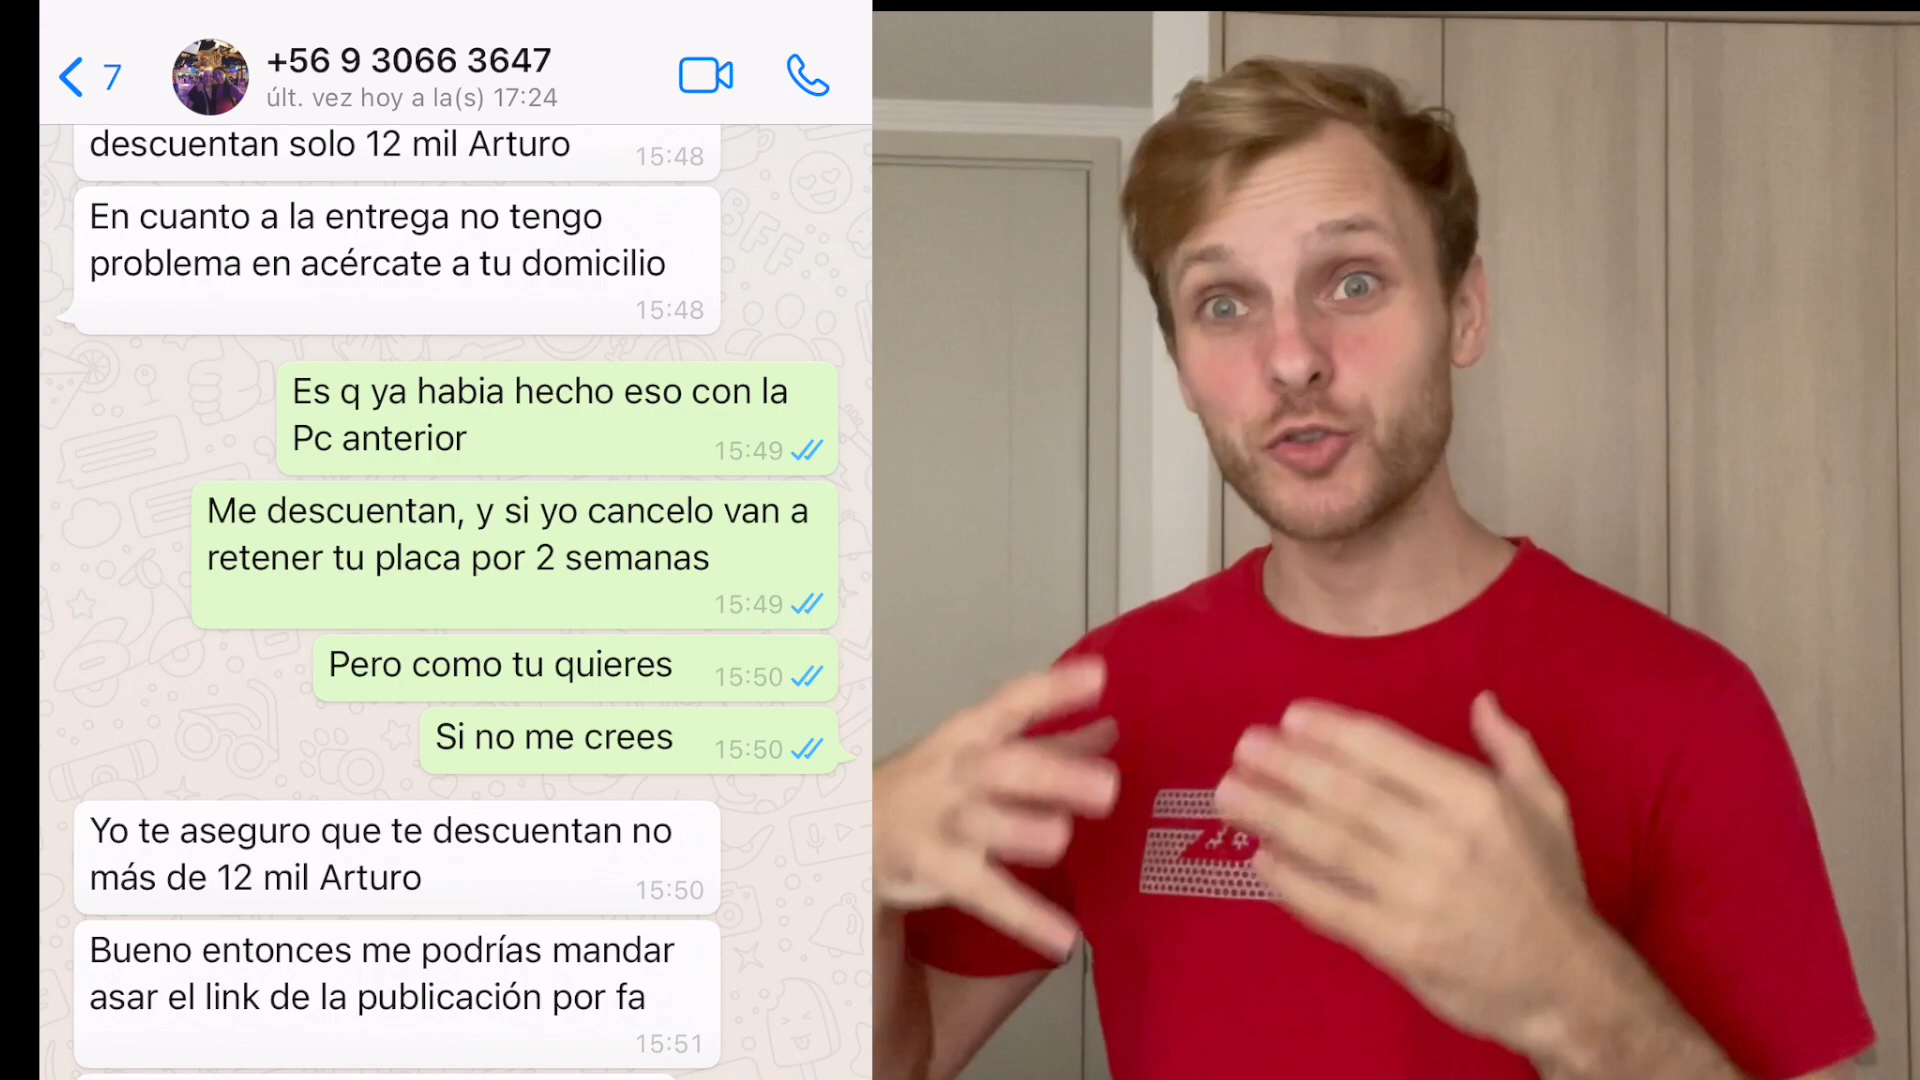 7
+56 9 3066 3647
últ. vez hoy a la(s) 17:24
descuentan solo 12 mil Arturo
15:48
En cuanto a la entrega no tengo
problema en acércate a tu domicilio
15:48
Es q ya habia hecho eso con la
Pc anterior
15:49
Me descuentan, y si yo cancelo van a
retener tu placa por 2 semanas
15:49
Pero como tu quieres
15:50
Si no me crees
15:50
Yo te aseguro que te descuentan no
más de 12 mil Arturo
15:50
Bueno entonces me podrías mandar
asar el link de la publicación por fa
15:51